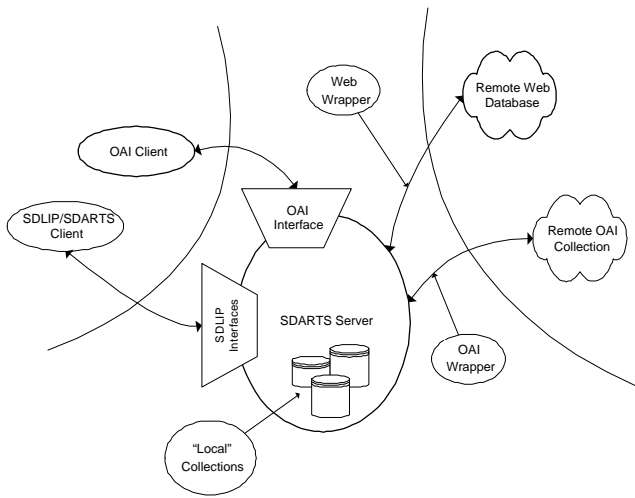 Web
Wrapper
Remote Web
Database
OAI Client
OAI
Interface
SDLIP/SDARTS
Client
Remote OAI
Collection
SDLIP
Interfaces
SDARTS Server
OAI
Wrapper
“Local”
Collections